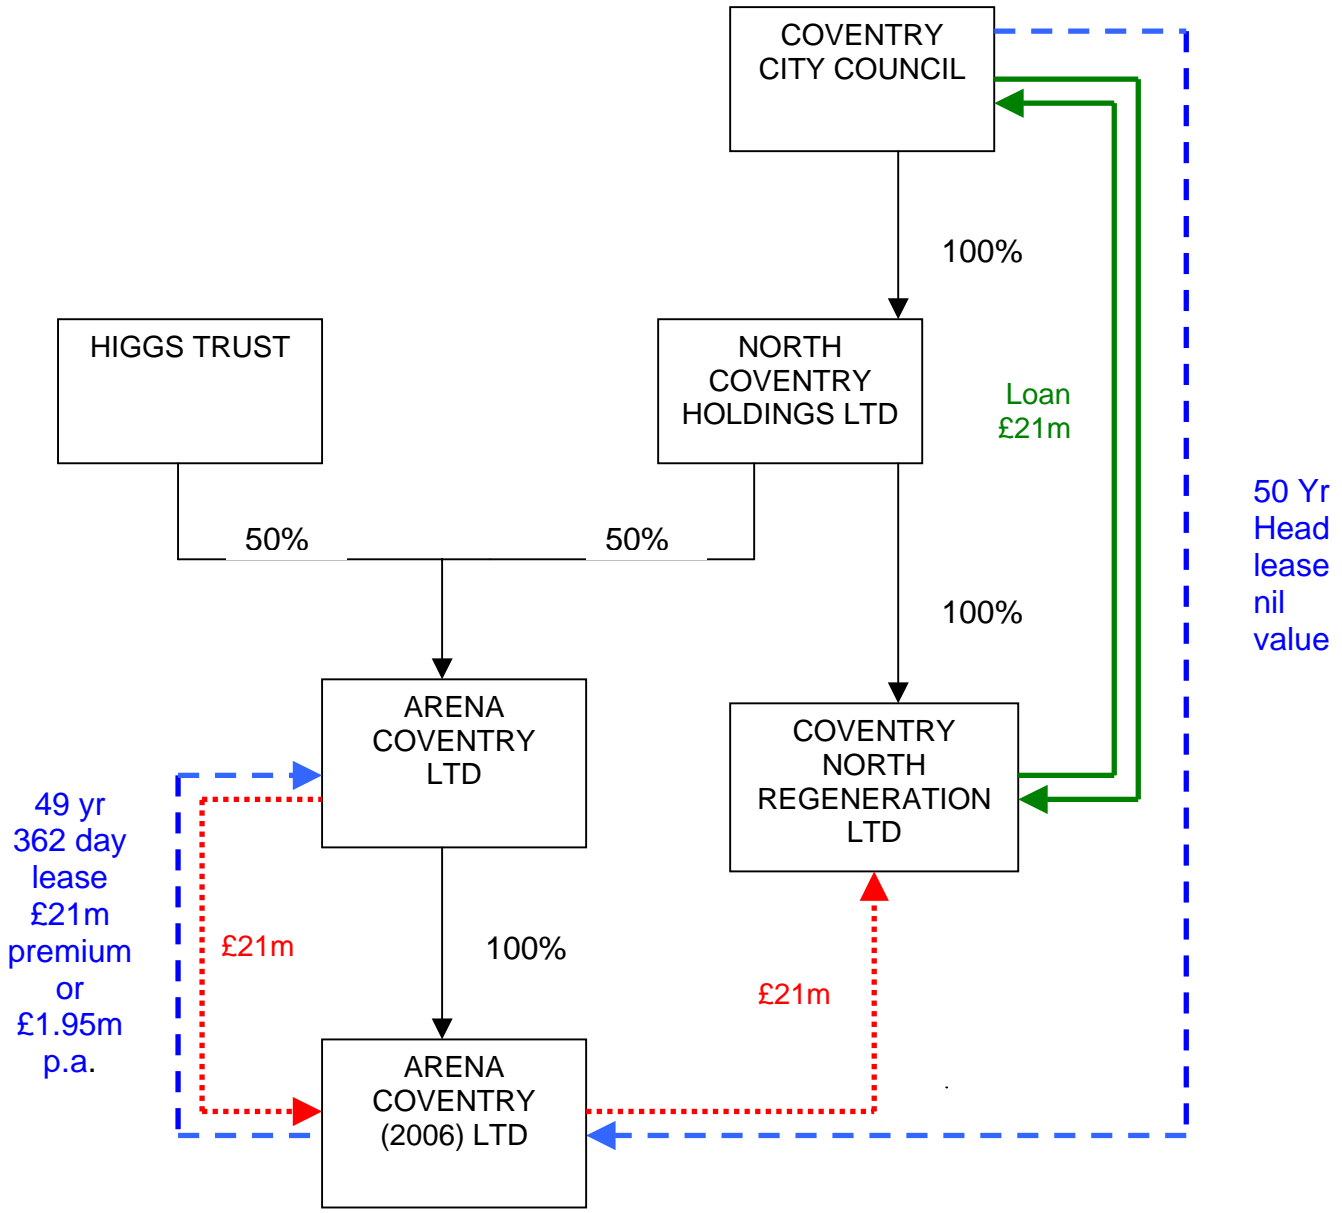 COVENTRY
CITY COUNCIL
100%
HIGGS TRUST
NORTH
COVENTRY
HOLDINGS LTD
Loan
£21m
50 Yr
Head
lease
nil
value
50%
50%
100%
ARENA
COVENTRY
LTD
COVENTRY
NORTH
REGENERATION
LTD
49 yr
362 day
lease
£21m
premium
or
£1.95m
p.a.
£21m
100%
£21m
ARENA
COVENTRY
(2006) LTD